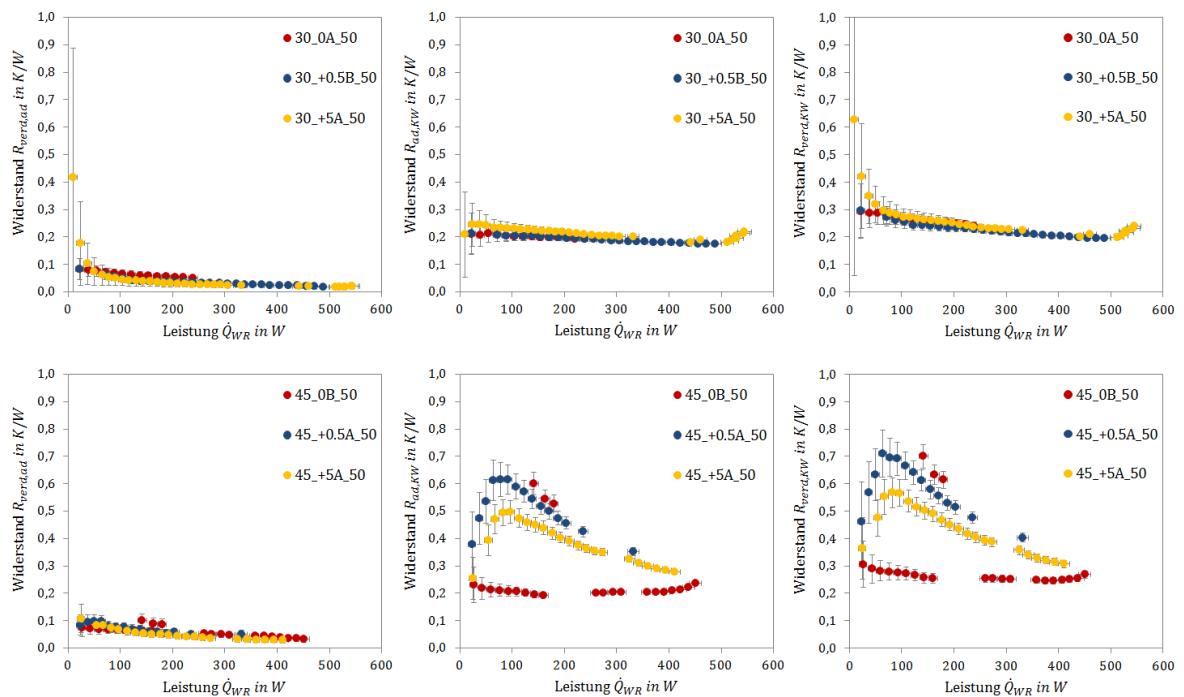 Widerstand R_verd,ad in K/W
1,0
0,9
0,8
0,7
0,6
0,5
0,4
0,3
0,2
0,1
0,0
30_0A_50
30_+0.5B_50
30_+5A_50
0 100 200 300 400 500 600
Leistung Q̇_WR in W
Widerstand R_ad,KW in K/W
1,0
0,9
0,8
0,7
0,6
0,5
0,4
0,3
0,2
0,1
0,0
30_0A_50
30_+0.5B_50
30_+5A_50
0 100 200 300 400 500 600
Leistung Q̇_WR in W
Widerstand R_verd,KW in K/W
1,0
0,9
0,8
0,7
0,6
0,5
0,4
0,3
0,2
0,1
0,0
30_0A_50
30_+0.5B_50
30_+5A_50
0 100 200 300 400 500 600
Leistung Q̇_WR in W
Widerstand R_verd,ad in K/W
1,0
0,9
0,8
0,7
0,6
0,5
0,4
0,3
0,2
0,1
0,0
45_0B_50
45_+0.5A_50
45_+5A_50
0 100 200 300 400 500 600
Leistung Q̇_WR in W
Widerstand R_ad,KW in K/W
1,0
0,9
0,8
0,7
0,6
0,5
0,4
0,3
0,2
0,1
0,0
45_0B_50
45_+0.5A_50
45_+5A_50
0 100 200 300 400 500 600
Leistung Q̇_WR in W
Widerstand R_verd,KW in K/W
1,0
0,9
0,8
0,7
0,6
0,5
0,4
0,3
0,2
0,1
0,0
45_0B_50
45_+0.5A_50
45_+5A_50
0 100 200 300 400 500 600
Leistung Q̇_WR in W